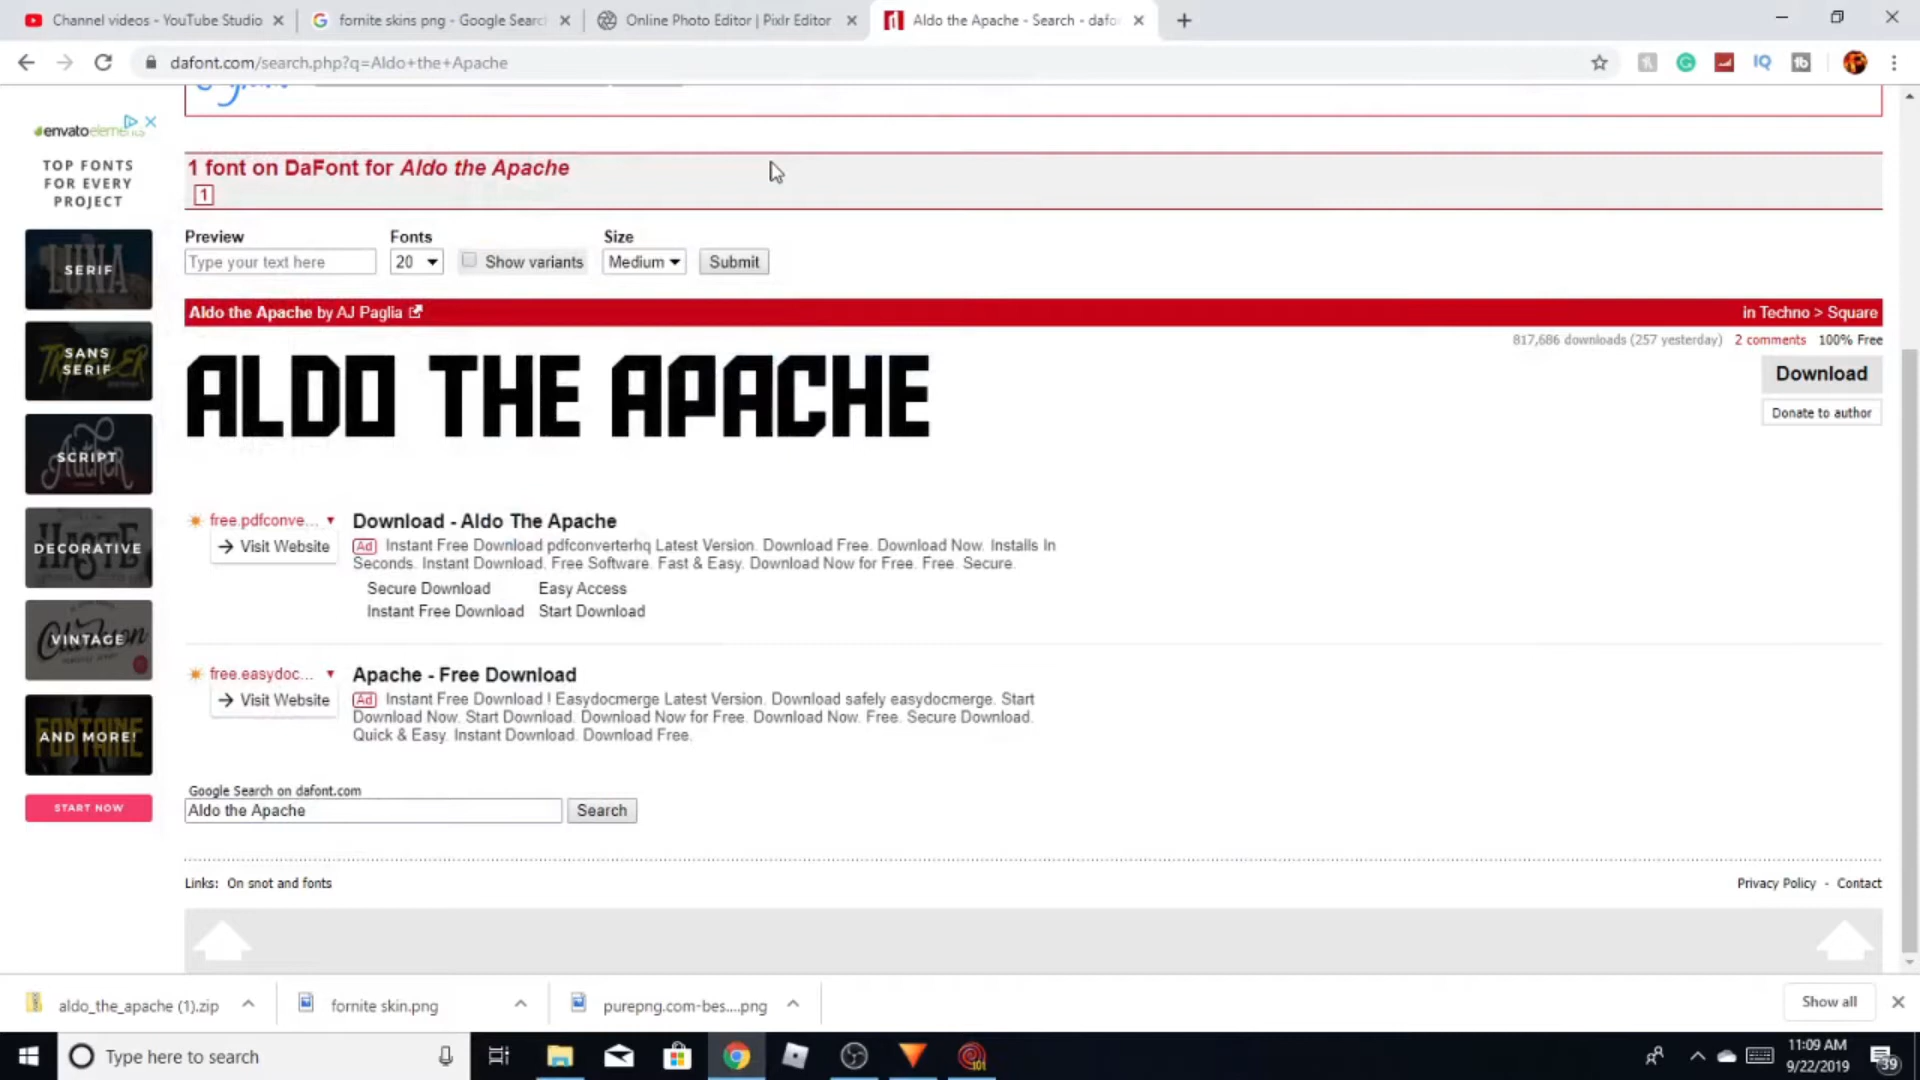 Channel videos - YouTube Studio
fornite skins png - Google Search
Online Photo Editor | Pixlr Editor
Aldo the Apache - Search - dafo
dafont.com/search.php?q=Aldo+the+Apache
envatoelements
TOP FONTS
FOR EVERY
PROJECT
LUNA
SERIF
SANS
SERIF
SCRIPT
HASTE
DECORATIVE
VINTAGE
FONTAINE
AND MORE!
START NOW
1 font on DaFont for Aldo the Apache
1
Preview Fonts Size
Type your text here 20 Show variants Medium Submit
Aldo the Apache by AJ Paglia in Techno > Square
817,686 downloads (257 yesterday) 2 comments 100% Free
ALDO THE APACHE
Download
Donate to author
free.pdfconve... Download - Aldo The Apache
Visit Website Ad Instant Free Download pdfconverterhq Latest Version. Download Free. Download Now. Installs In
Seconds. Instant Download. Free Software. Fast & Easy. Download Now for Free. Free. Secure.
Secure Download Easy Access
Instant Free Download Start Download
free.easydoc... Apache - Free Download
Visit Website Ad Instant Free Download | Easydocmerge Latest Version. Download safely easydocmerge. Start
Download Now. Start Download. Download Now for Free. Download Now. Free. Secure Download.
Quick & Easy. Instant Download. Download Free.
Google Search on dafont.com
Aldo the Apache Search
Links: On snot and fonts Privacy Policy - Contact
aldo_the_apache (1).zip fornite skin.png purepng.com-bes....png Show all
Type here to search
11:09 AM
9/22/2019
39